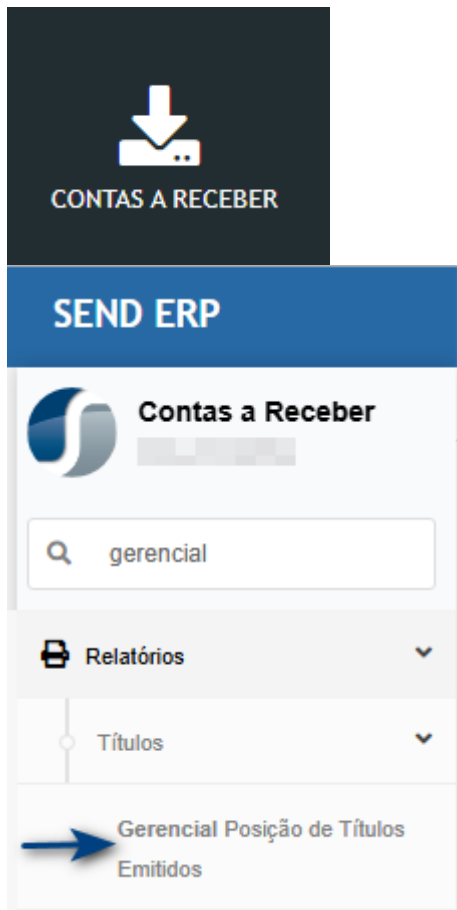 CONTAS A RECEBER
SEND ERP
Contas a Receber
gerencial
Relatórios
Títulos
Gerencial Posição de Títulos
Emitidos